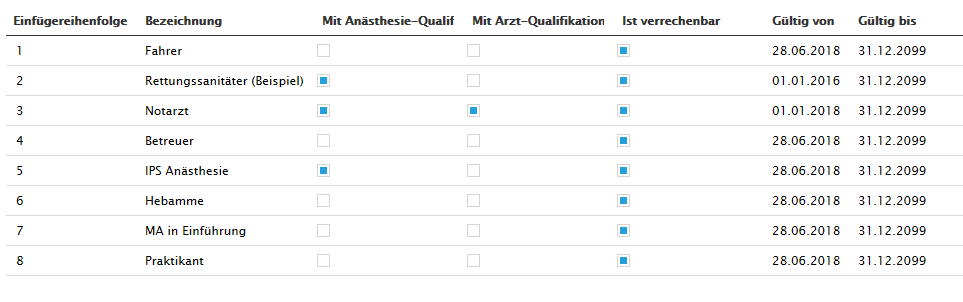 Einfügereihenfolge Bezeichnung Mit Anästhesie-Qualif Mit Arzt-Qualifikation Ist verrechenbar Gültig von Gültig bis
1 Fahrer 28.06.2018 31.12.2099
2 Rettungssanitäter (Beispiel) 01.01.2016 31.12.2099
3 Notarzt 01.01.2018 31.12.2099
4 Betreuer 28.06.2018 31.12.2099
5 IPS Anästhesie 28.06.2018 31.12.2099
6 Hebamme 28.06.2018 31.12.2099
7 MA in Einführung 28.06.2018 31.12.2099
8 Praktikant 28.06.2018 31.12.2099